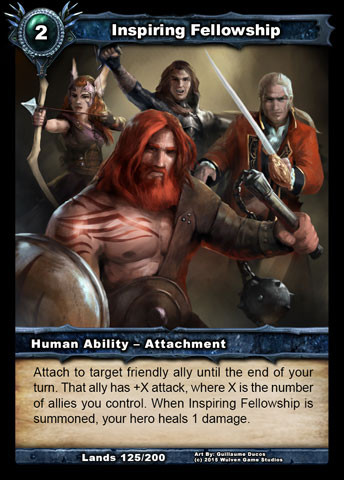 2
Inspiring Fellowship
Human Ability – Attachment
Attach to target friendly ally until the end of your
turn. That ally has +X attack, where X is the number
of allies you control. When Inspiring Fellowship is
summoned, your hero heals 1 damage.
Lands 125/200
Art By: Guillaume Ducos
(c) 2015 Wulven Game Studios